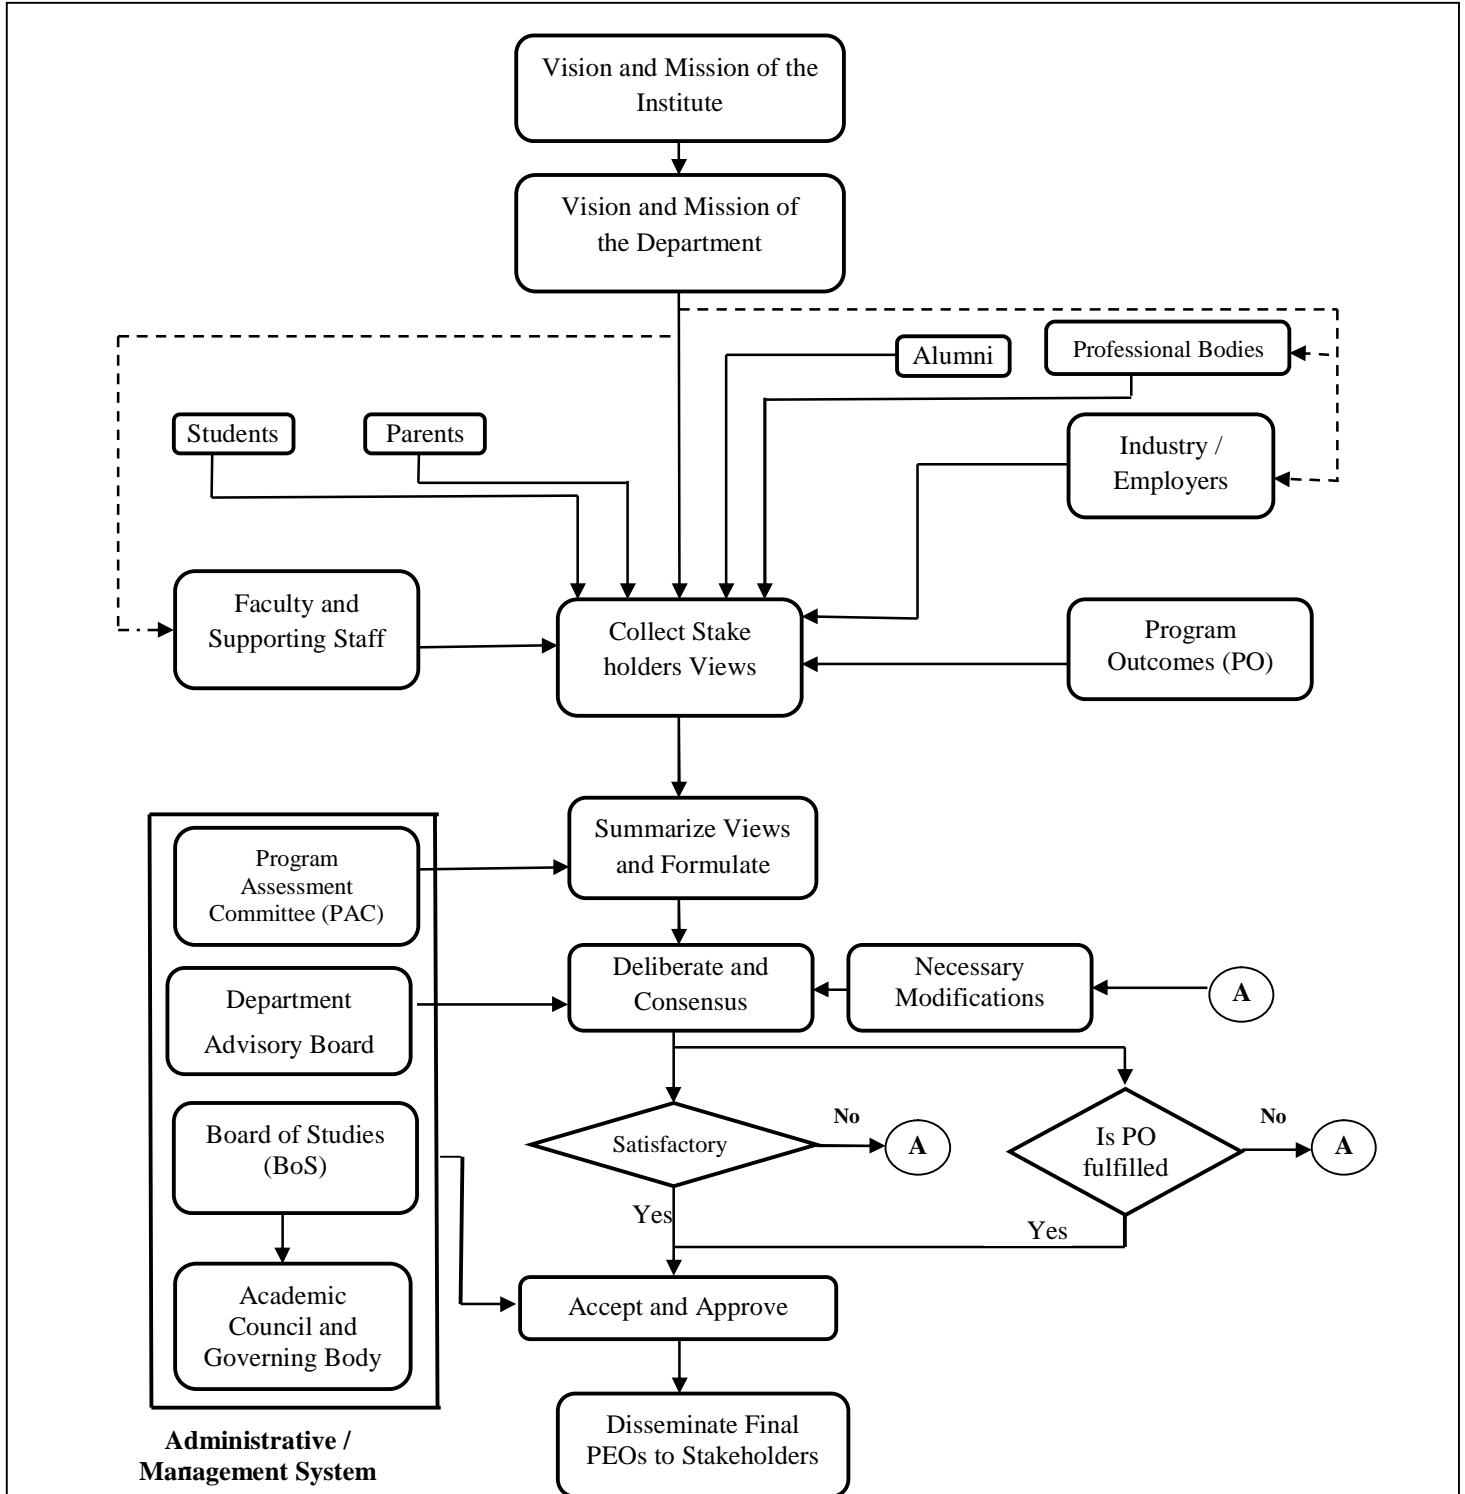 Vision and Mission of the
Institute
Vision and Mission of
the Department
Alumni
Professional Bodies
Students
Parents
Industry /
Employers
Faculty and
Supporting Staff
Collect Stake
holders Views
Program
Outcomes (PO)
Summarize Views
and Formulate
Program
Assessment
Committee (PAC)
Deliberate and
Consensus
Necessary
Modifications
A
Department
Advisory Board
Satisfactory
No
A
Is PO
fulfilled
No
A
Board of Studies
(BoS)
Yes
Yes
Accept and Approve
Academic
Council and
Governing Body
Disseminate Final
PEOs to Stakeholders
Administrative /
Management System